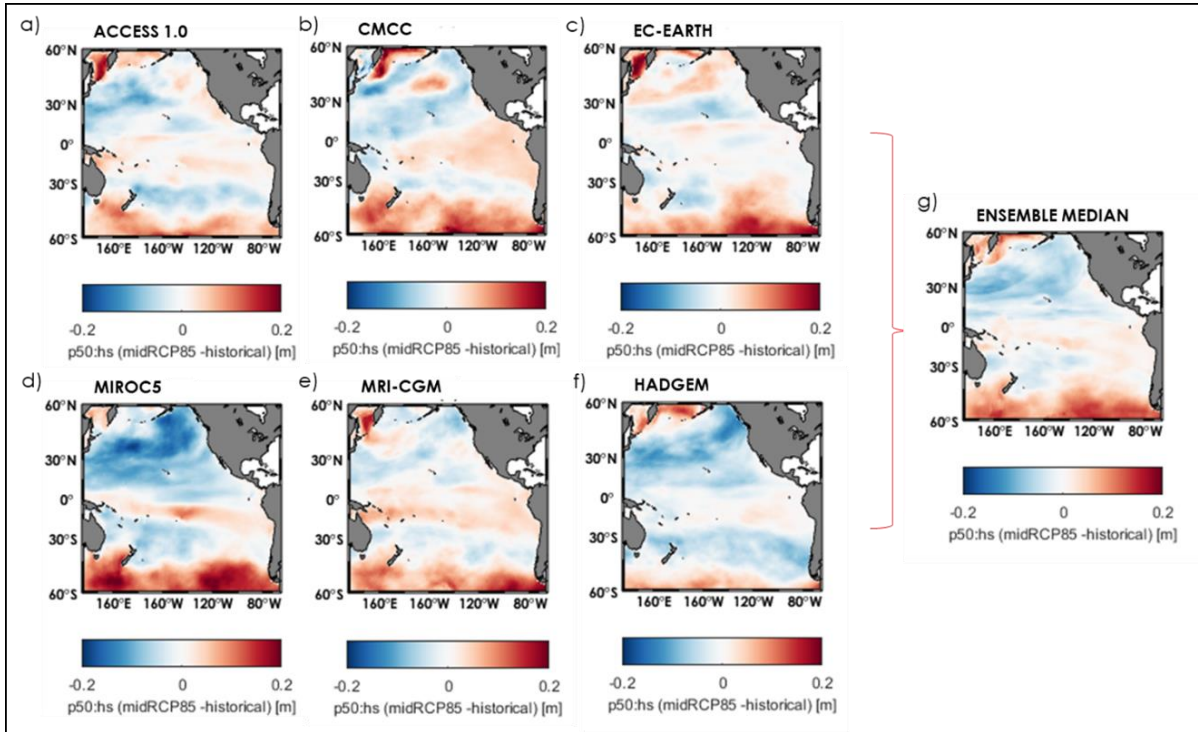 a) ACCESS 1.0
60°N
30°N
0°
30°S
60°S
160°E 160°W 120°W 80°W
-0.2 0 0.2
p50:hs (midRCP85 -historical) [m]
b) CMCC
60°N
30°N
0°
30°S
60°S
160°E 160°W 120°W 80°W
-0.2 0 0.2
p50:hs (midRCP85 -historical) [m]
c) EC-EARTH
60°N
30°N
0°
30°S
60°S
160°E 160°W 120°W 80°W
-0.2 0 0.2
p50:hs (midRCP85 -historical) [m]
d) MIROC5
60°N
30°N
0°
30°S
60°S
160°E 160°W 120°W 80°W
-0.2 0 0.2
p50:hs (midRCP85 -historical) [m]
e) MRI-CGM
60°N
30°N
0°
30°S
60°S
160°E 160°W 120°W 80°W
-0.2 0 0.2
p50:hs (midRCP85 -historical) [m]
f) HADGEM
60°N
30°N
0°
30°S
60°S
160°E 160°W 120°W 80°W
-0.2 0 0.2
p50:hs (midRCP85 -historical) [m]
g) ENSEMBLE MEDIAN
60°N
30°N
0°
30°S
60°S
160°E 160°W 120°W 80°W
-0.2 0 0.2
p50:hs (midRCP85 -historical) [m]